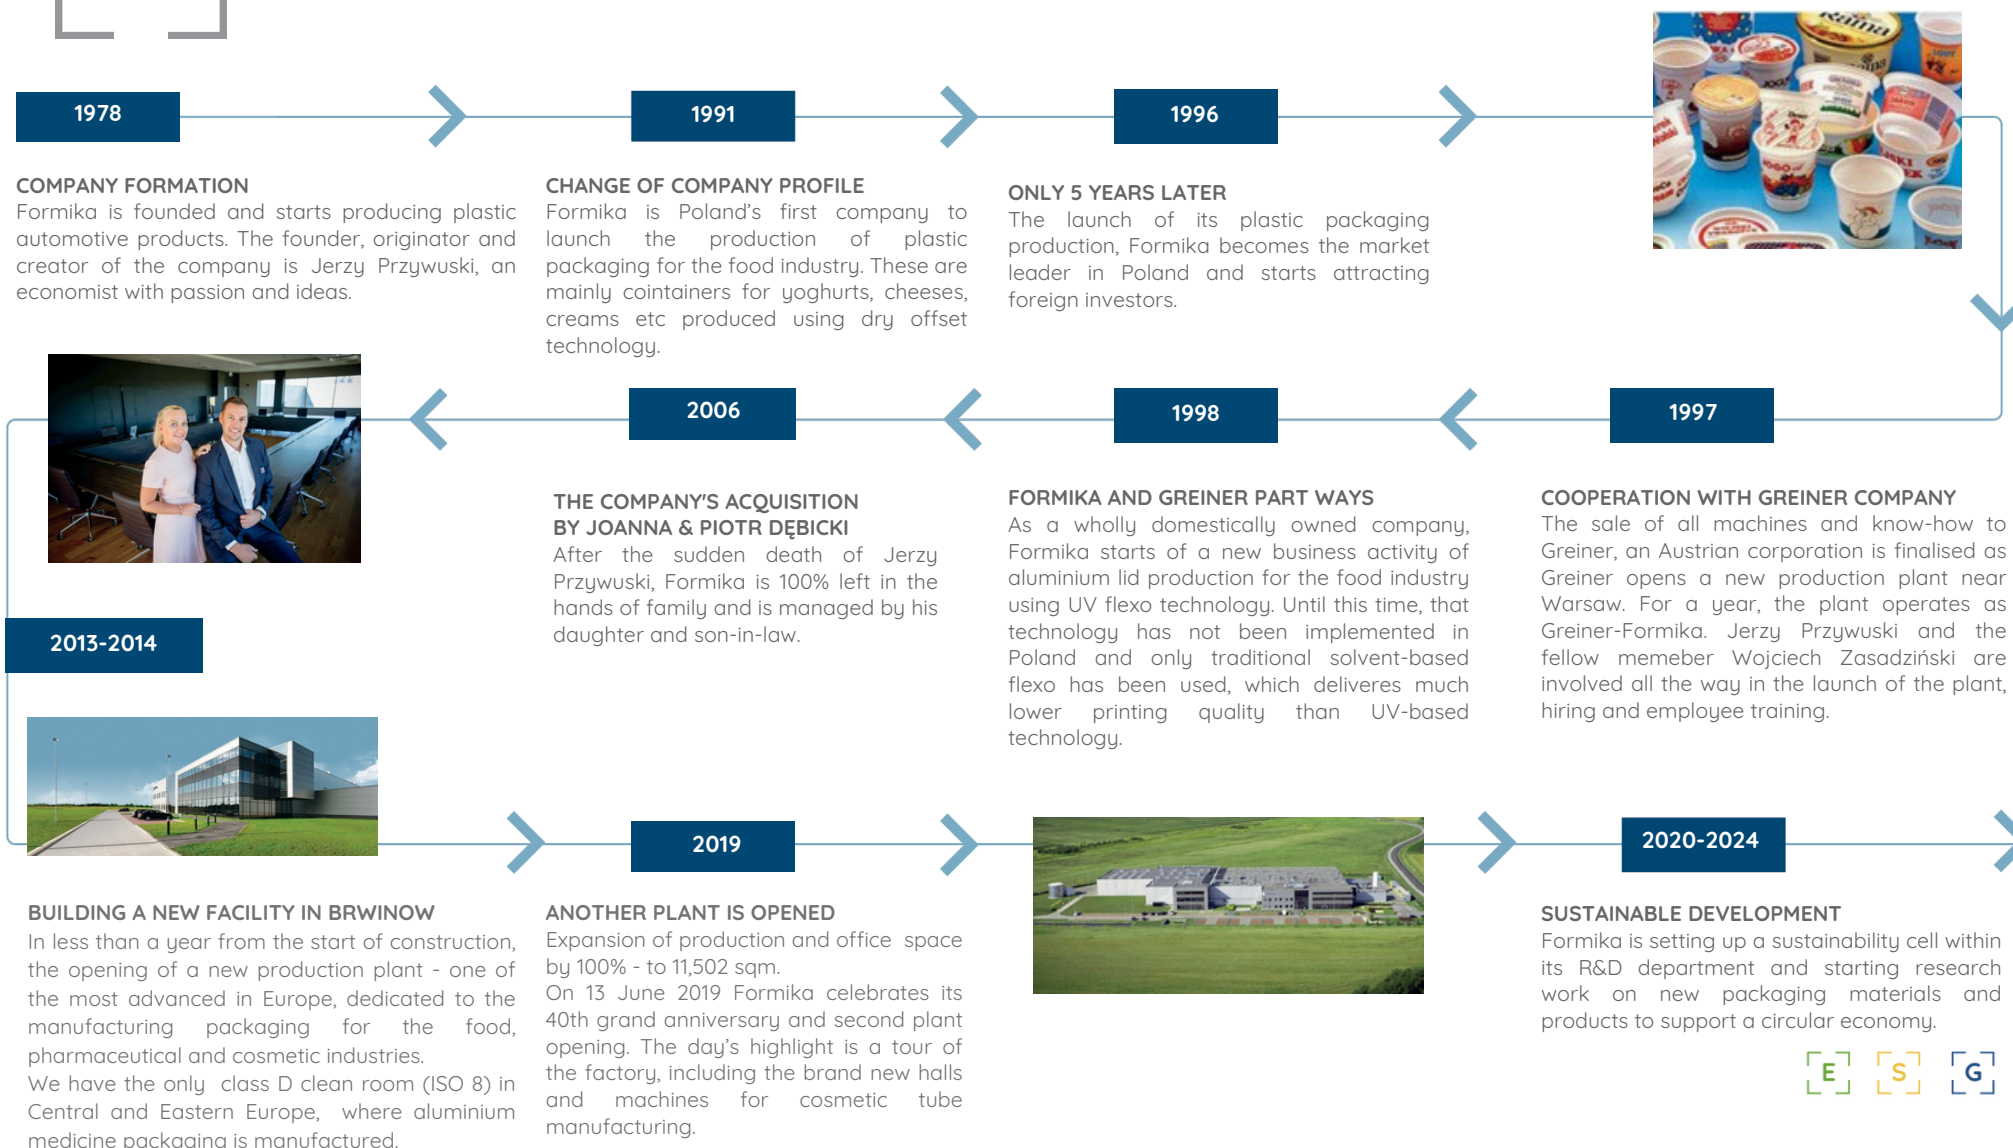 1978
COMPANY FORMATION
Formika is founded and starts producing plastic
automotive products. The founder, originator and
creator of the company is Jerzy Przywuski, an
economist with passion and ideas.
1991
CHANGE OF COMPANY PROFILE
Formika is Poland's first company to
launch the production of plastic
packaging for the food industry. These are
mainly cointainers for yoghurts, cheeses,
creams etc produced using dry offset
technology.
1996
ONLY 5 YEARS LATER
The launch of its plastic packaging
production, Formika becomes the market
leader in Poland and starts attracting
foreign investors.
1997
COOPERATION WITH GREINER COMPANY
The sale of all machines and know-how to
Greiner, an Austrian corporation is finalised as
Greiner opens a new production plant near
Warsaw. For a year, the plant operates as
Greiner-Formika. Jerzy Przywuski and the
fellow memeber Wojciech Zasadziński are
involved all the way in the launch of the plant,
hiring and employee training.
1998
FORMIKA AND GREINER PART WAYS
As a wholly domestically owned company,
Formika starts of a new business activity of
aluminium lid production for the food industry
using UV flexo technology. Until this time, that
technology has not been implemented in
Poland and only traditional solvent-based
flexo has been used, which deliveres much
lower printing quality than UV-based
technology.
2006
THE COMPANY'S ACQUISITION
BY JOANNA & PIOTR DĘBICKI
After the sudden death of Jerzy
Przywuski, Formika is 100% left in the
hands of family and is managed by his
daughter and son-in-law.
2013-2014
BUILDING A NEW FACILITY IN BRWINOW
In less than a year from the start of construction,
the opening of a new production plant - one of
the most advanced in Europe, dedicated to the
manufacturing packaging for the food,
pharmaceutical and cosmetic industries.
We have the only class D clean room (ISO 8) in
Central and Eastern Europe, where aluminium
medicine packaging is manufactured.
2019
ANOTHER PLANT IS OPENED
Expansion of production and office space
by 100% - to 11,502 sqm.
On 13 June 2019 Formika celebrates its
40th grand anniversary and second plant
opening. The day's highlight is a tour of
the factory, including the brand new halls
and machines for cosmetic tube
manufacturing.
2020-2024
SUSTAINABLE DEVELOPMENT
Formika is setting up a sustainability cell within
its R&D department and starting research
work on new packaging materials and
products to support a circular economy.
E S G